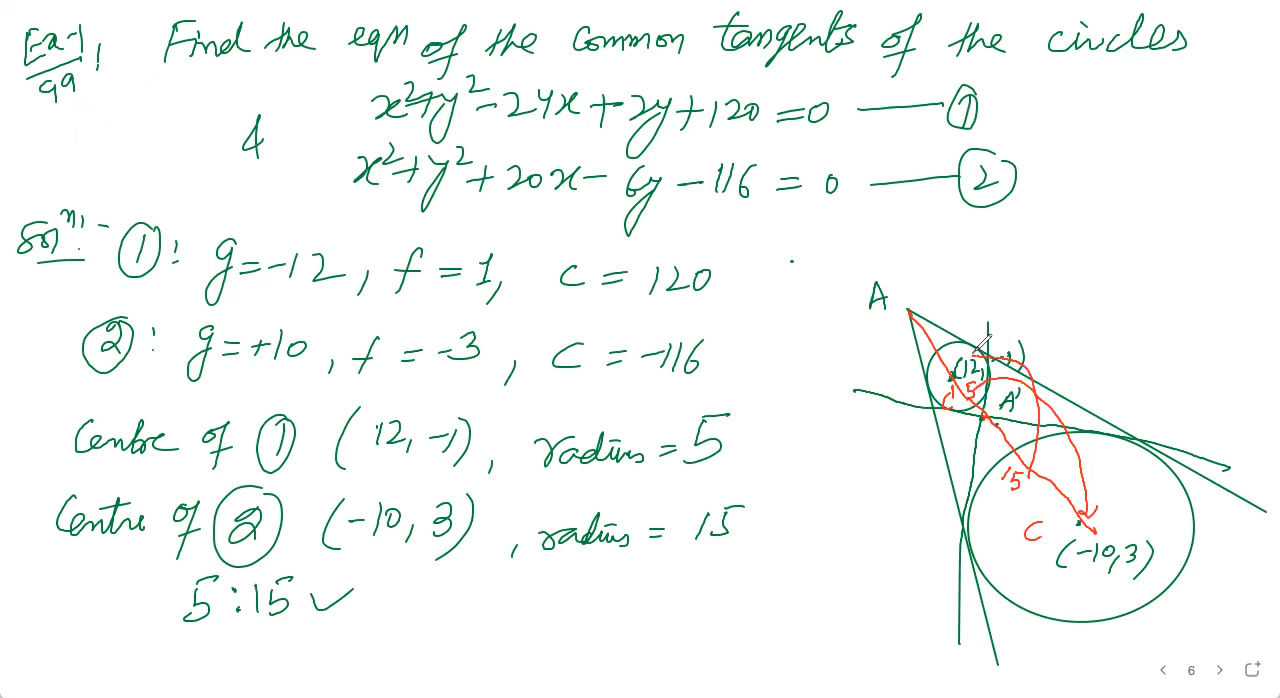 Ex-1/99! Find the eqn of the common tangents of the circles
x²+y²-24x+2y+120=0 —— ①
&
x²+y²+20x-6y-116=0 —— ②
Solⁿ:- ①: g=-12, f=1, C=120
②: g=+10, f=-3, C=-116
Centre of ① (12,-1), radius=5
Centre of ② (-10,3), radius=15
5:15 ✓
A
(12,-1)
C' 5
A'
15
C
(-10,3)
< 6 >